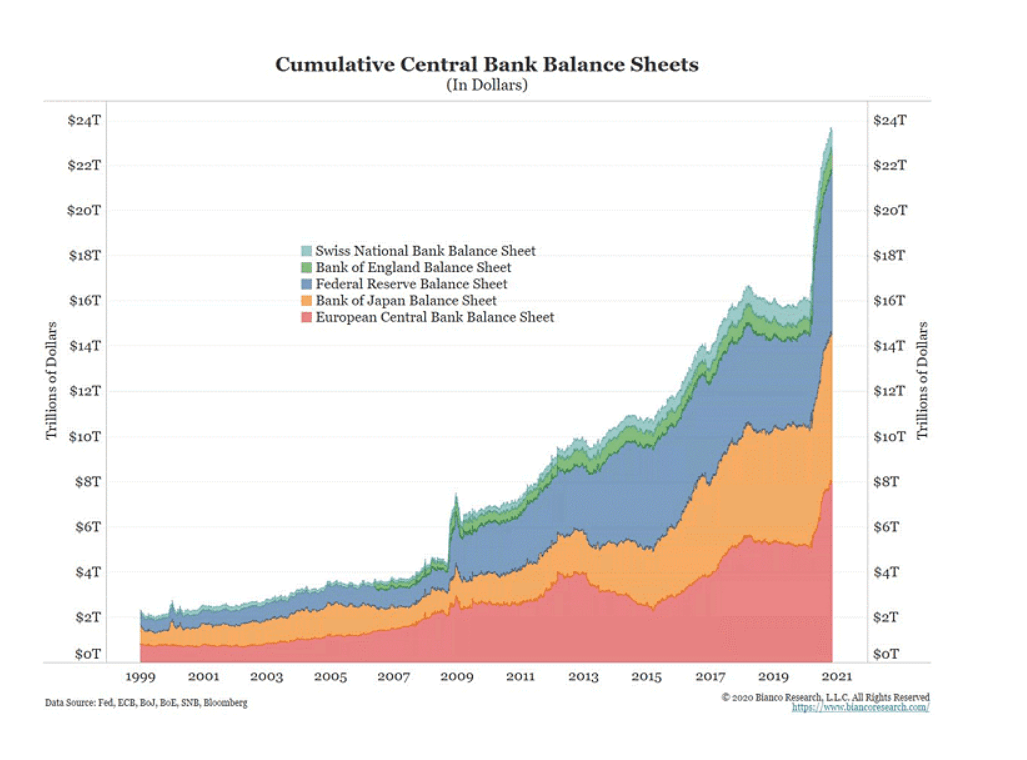 Cumulative Central Bank Balance Sheets
(In Dollars)
$24T
$22T
$20T
$18T
$16T
$14T
$12T
$10T
$8T
$6T
$4T
$2T
$0T
Trillions of Dollars
Swiss National Bank Balance Sheet
Bank of England Balance Sheet
Federal Reserve Balance Sheet
Bank of Japan Balance Sheet
European Central Bank Balance Sheet
$24T
$22T
$20T
$18T
$16T
$14T
$12T
$10T
$8T
$6T
$4T
$2T
$0T
Trillions of Dollars
1999 2001 2003 2005 2007 2009 2011 2013 2015 2017 2019 2021
Data Source: Fed, ECB, BoJ, BoE, SNB, Bloomberg
© 2020 Bianco Research, L.L.C. All Rights Reserved
https://www.biancoresearch.com/